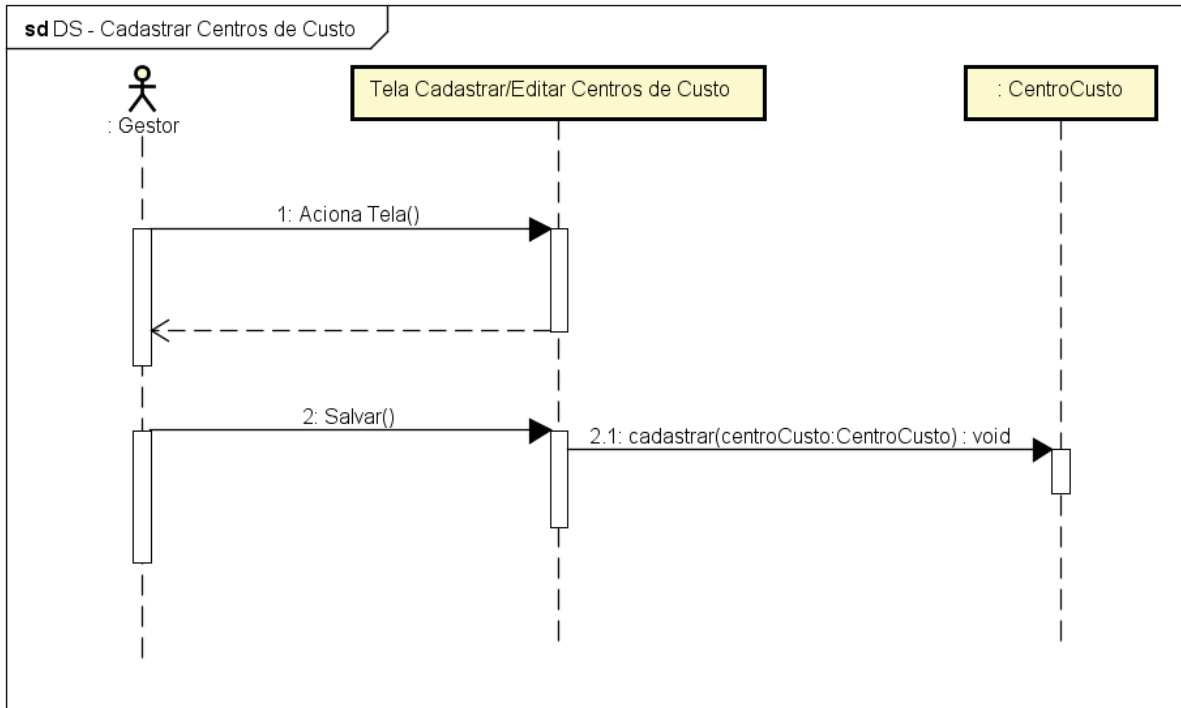 sd DS - Cadastrar Centros de Custo
: Gestor
Tela Cadastrar/Editar Centros de Custo
: CentroCusto
1: Aciona Tela()
2: Salvar()
2.1: cadastrar(centroCusto:CentroCusto) : void